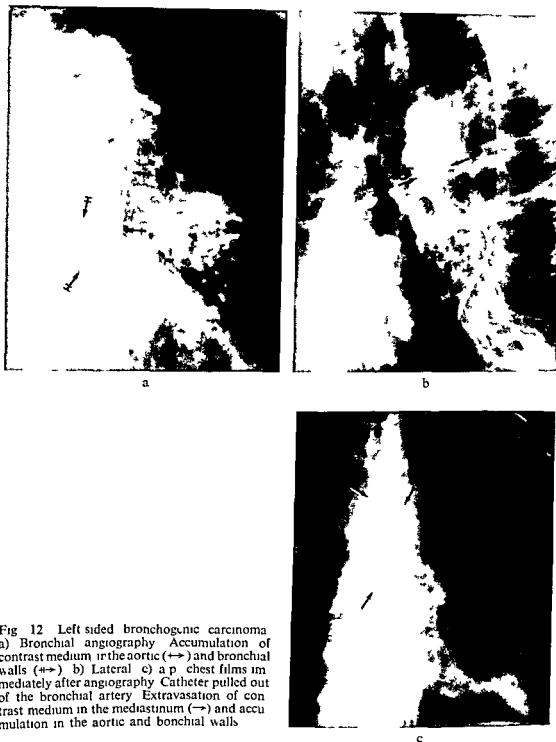 a
b
Fig 12 Left sided bronchogenic carcinoma
a) Bronchial angiography Accumulation of
contrast medium in the aortic (↔) and bronchial
walls (⇹) b) Lateral c) a p chest films im
mediately after angiography Catheter pulled out
of the bronchial artery Extravasation of con
trast medium in the mediastinum (→) and accu
mulation in the aortic and bonchial walls
c